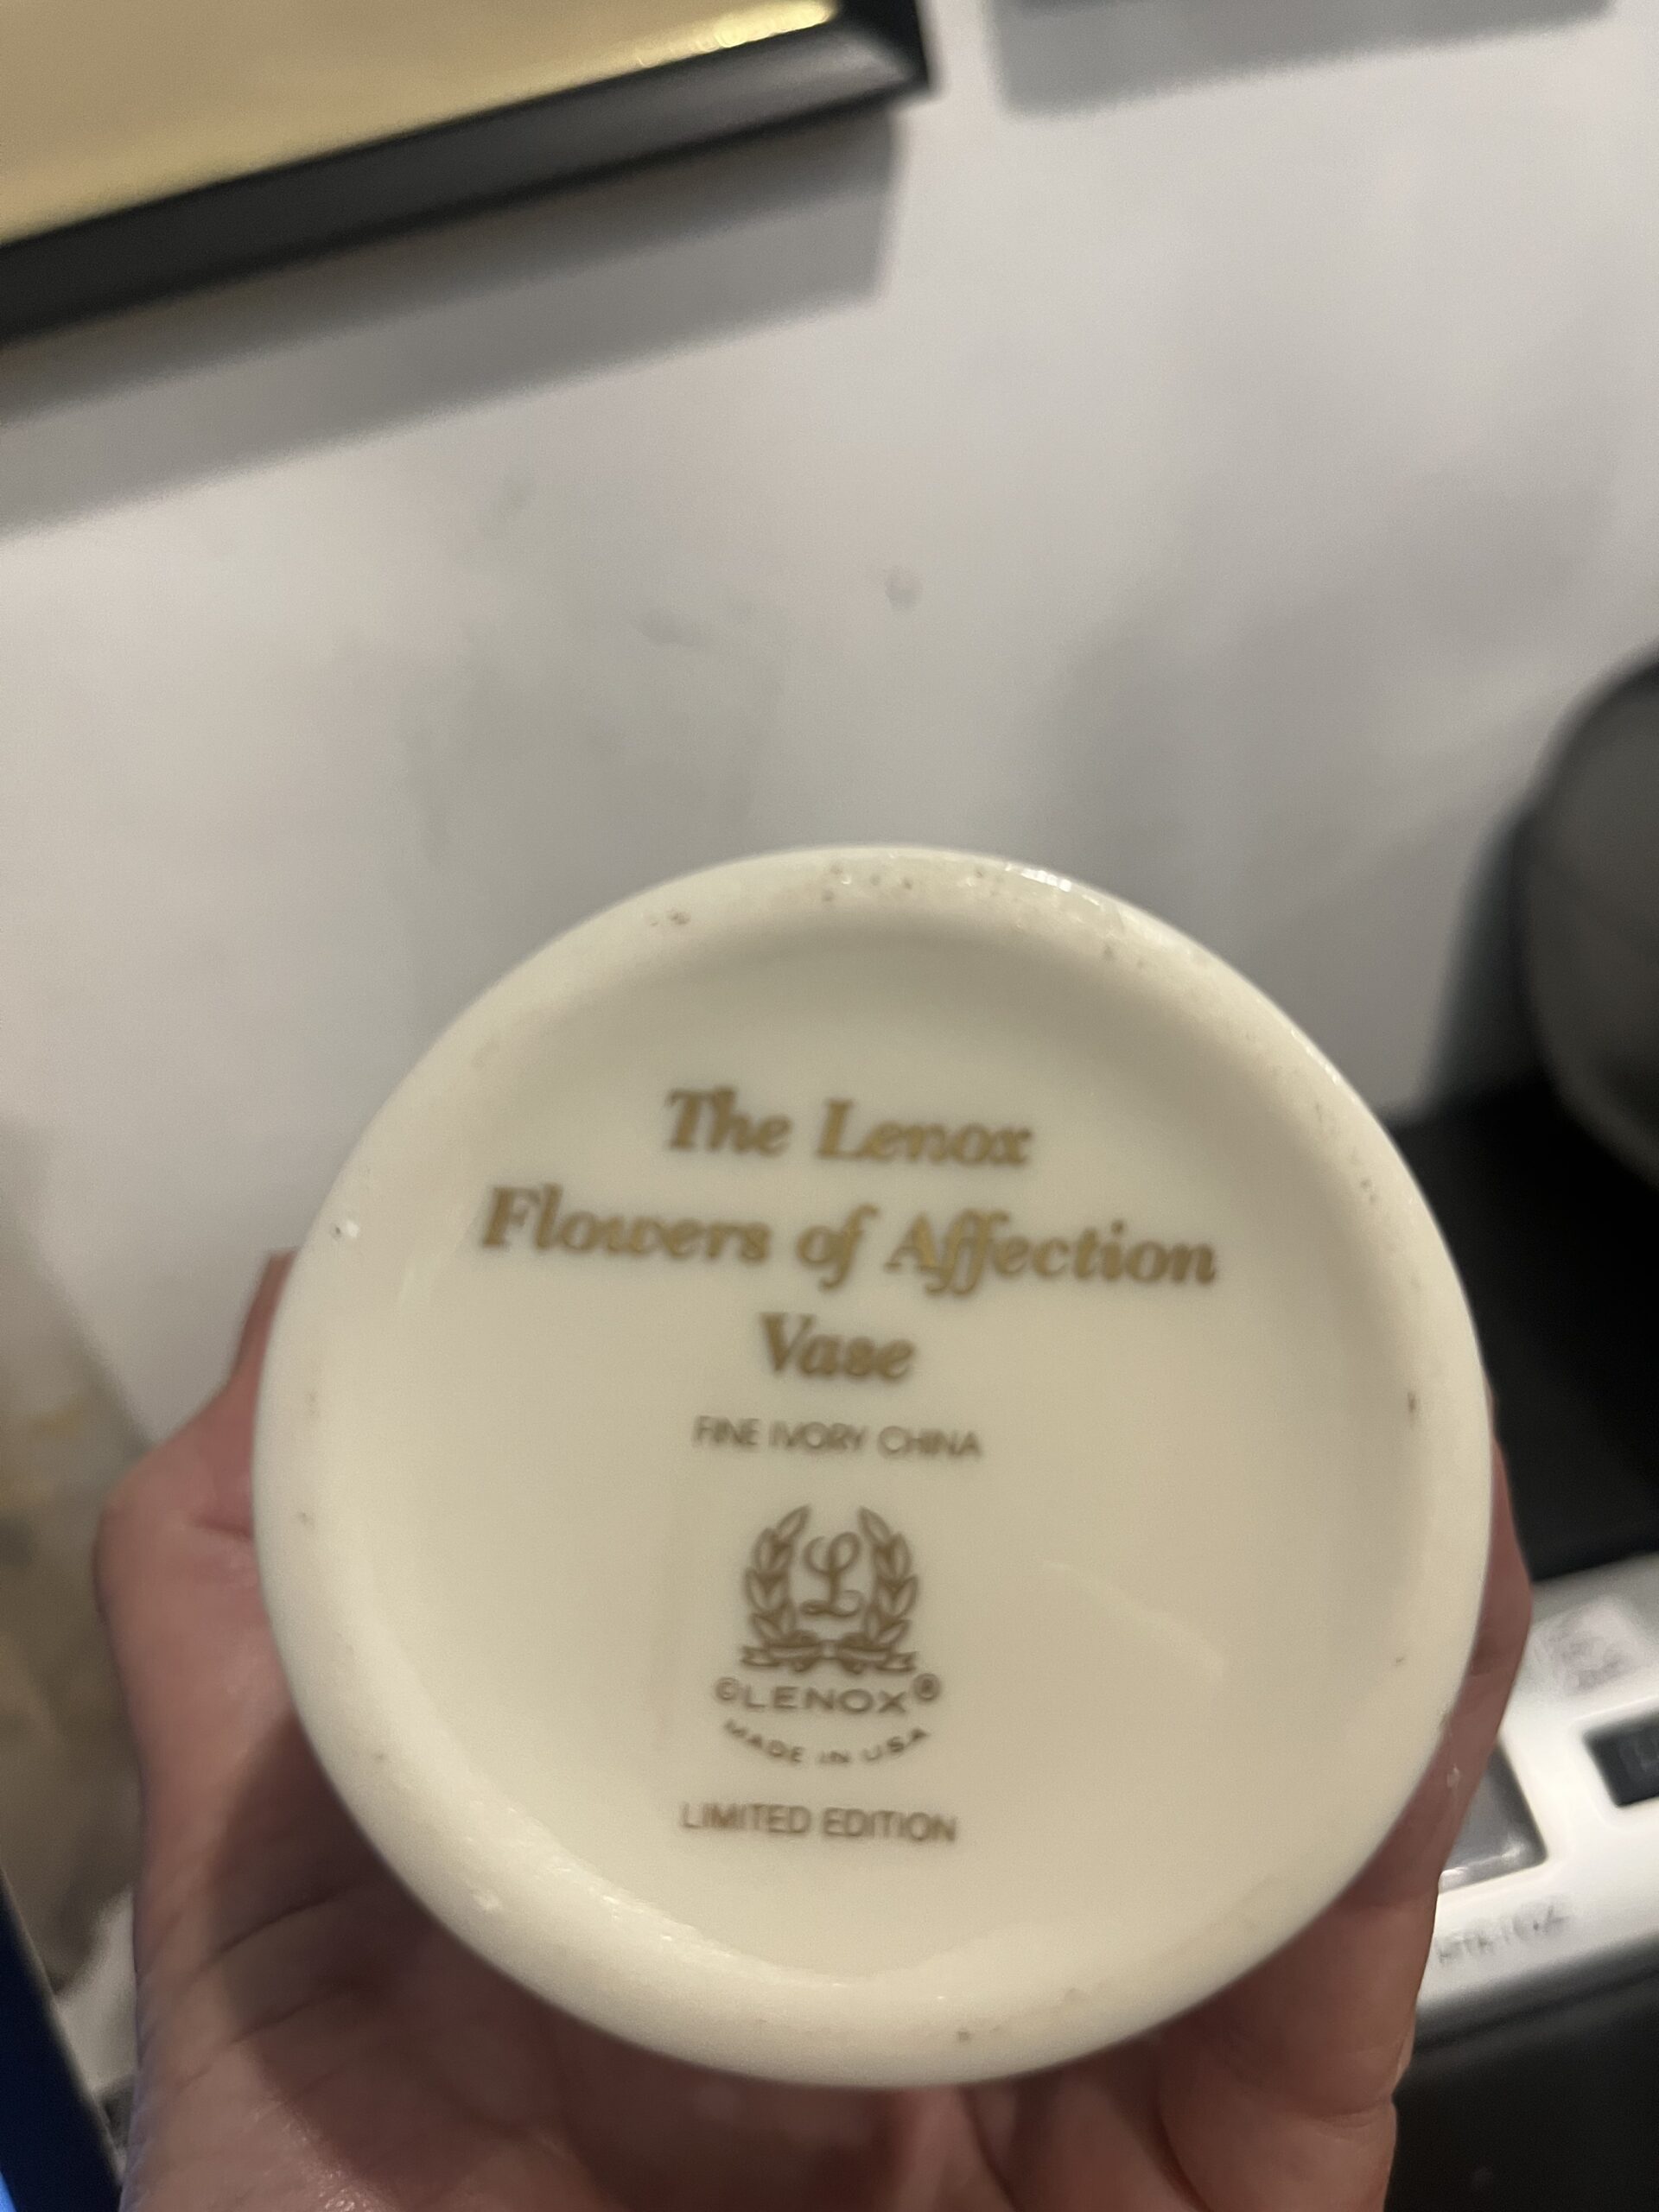 The Lenox
Flowers of Affection
Vase
FINE IVORY CHINA
L
©LENOX®
MADE IN USA
LIMITED EDITION